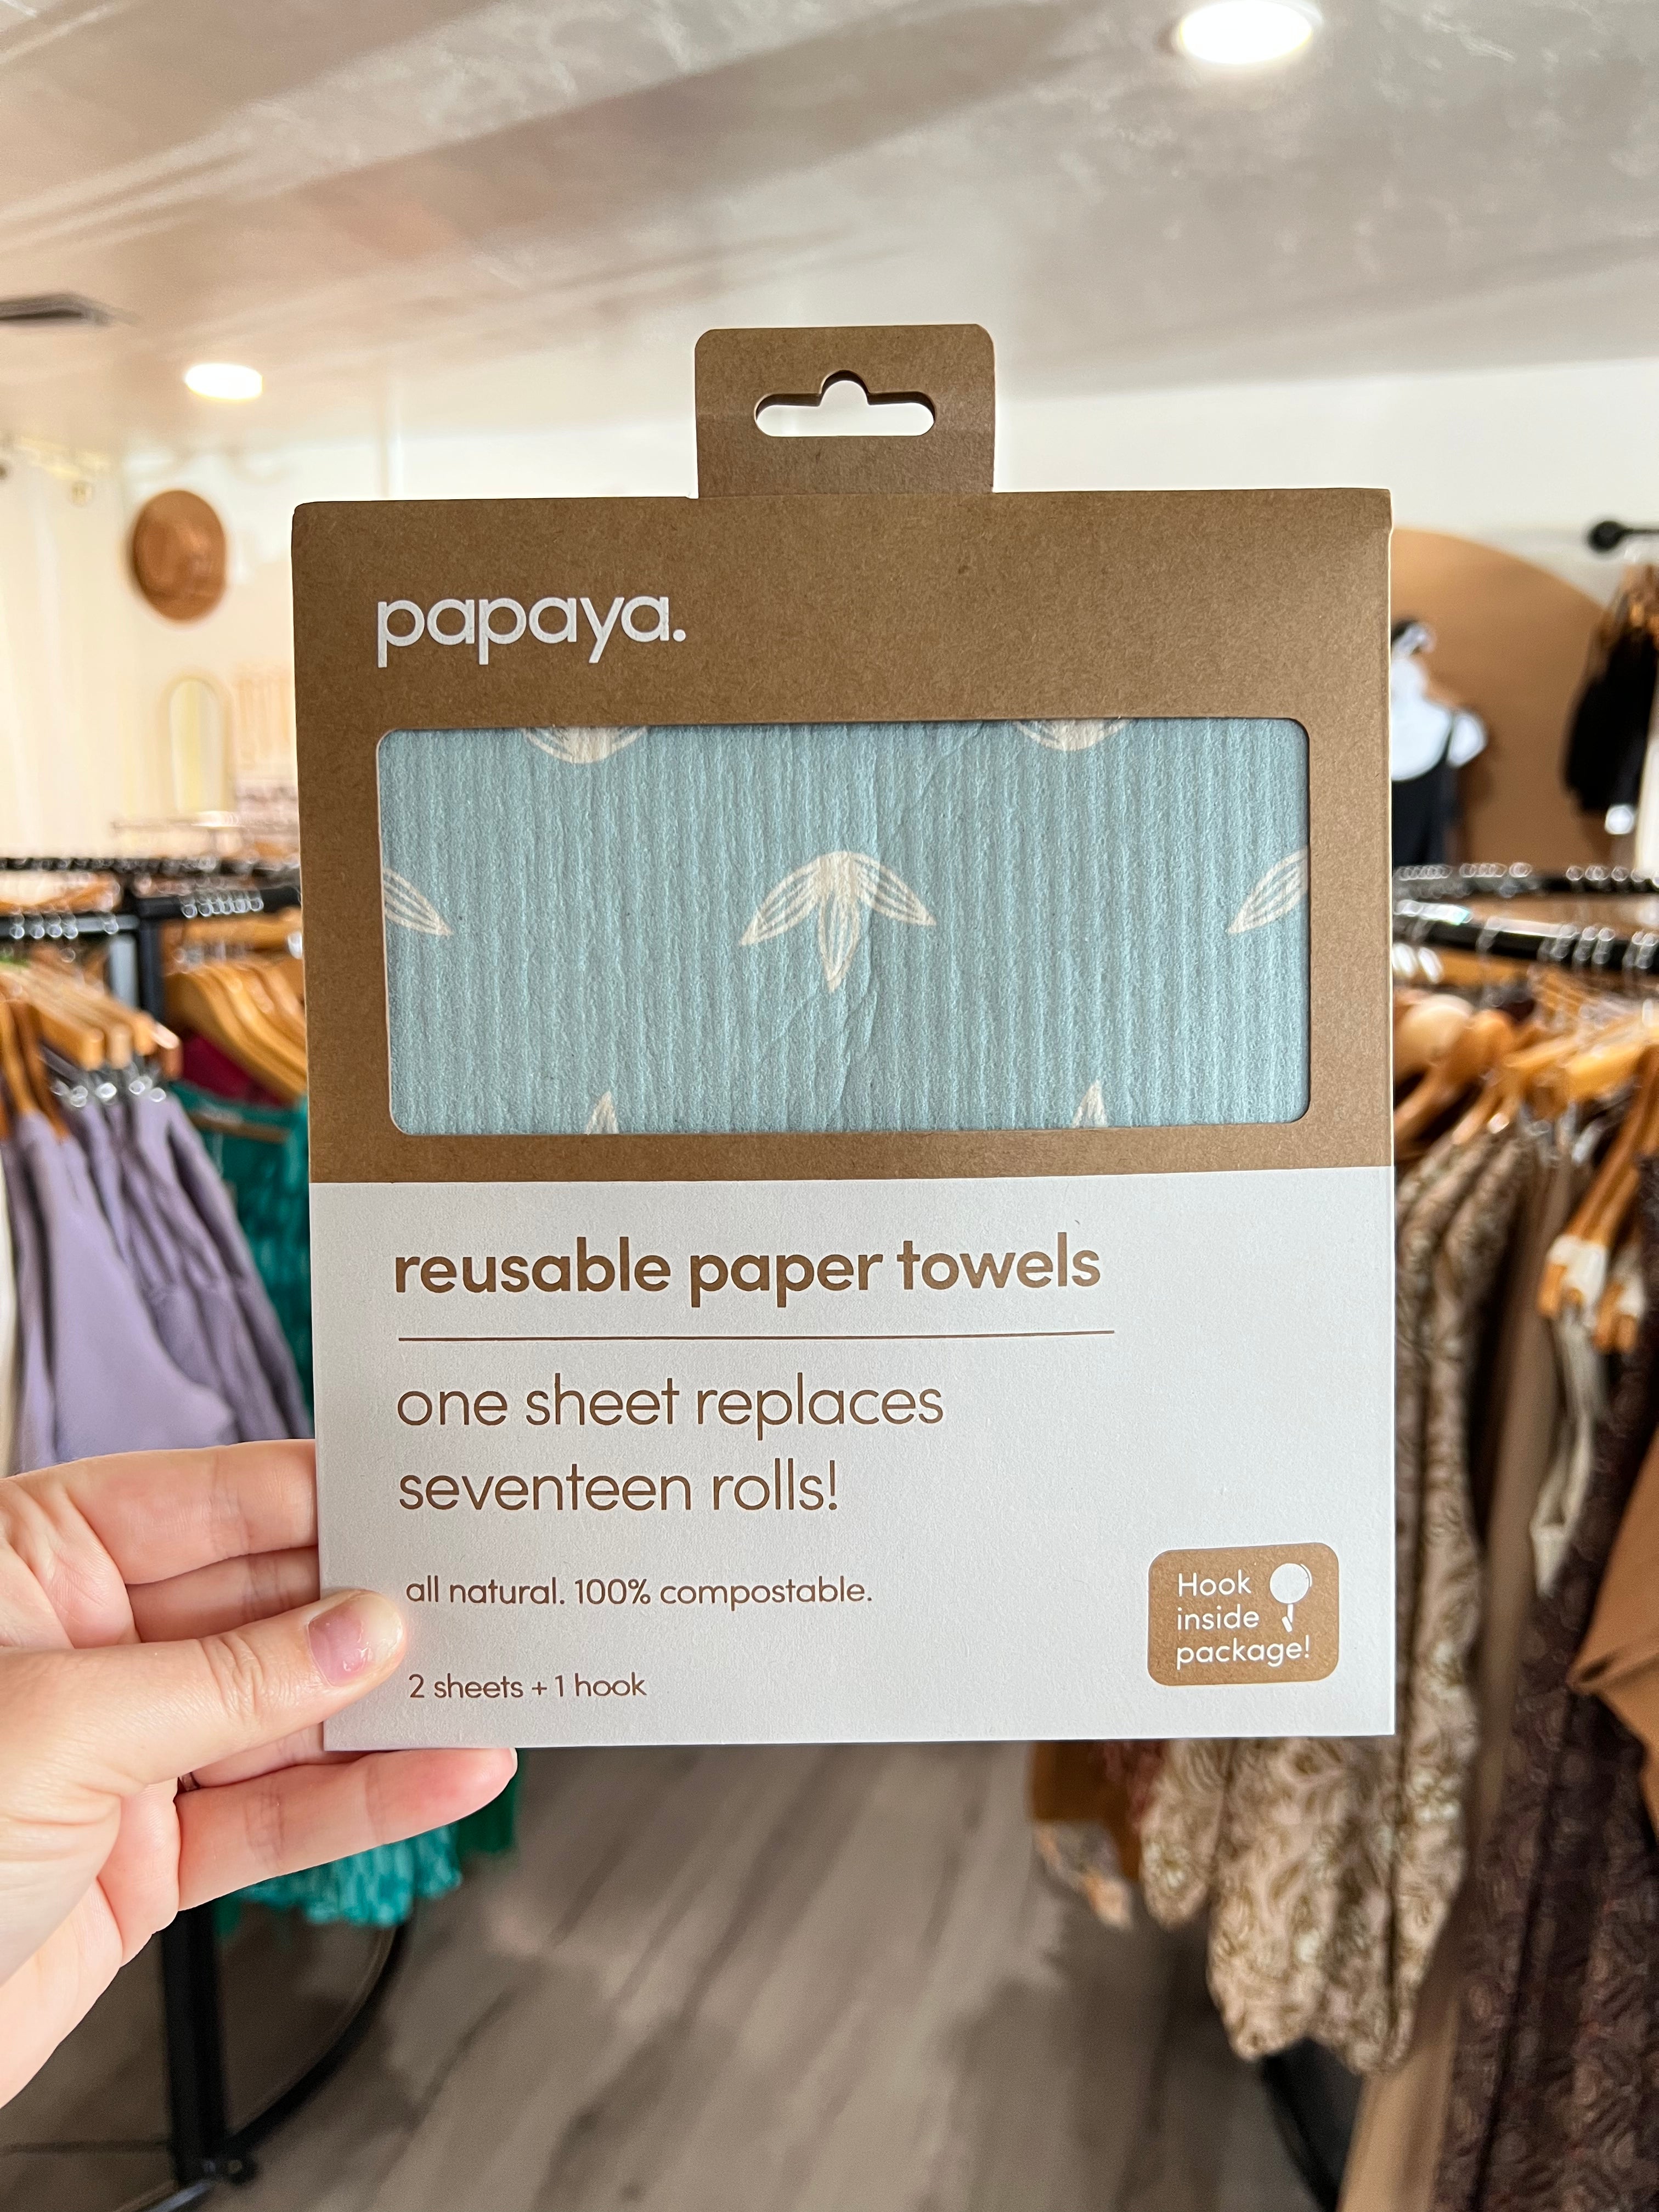 papaya.
reusable paper towels
one sheet replaces
seventeen rolls!
all natural. 100% compostable.
2 sheets + 1 hook
Hook
inside
package!